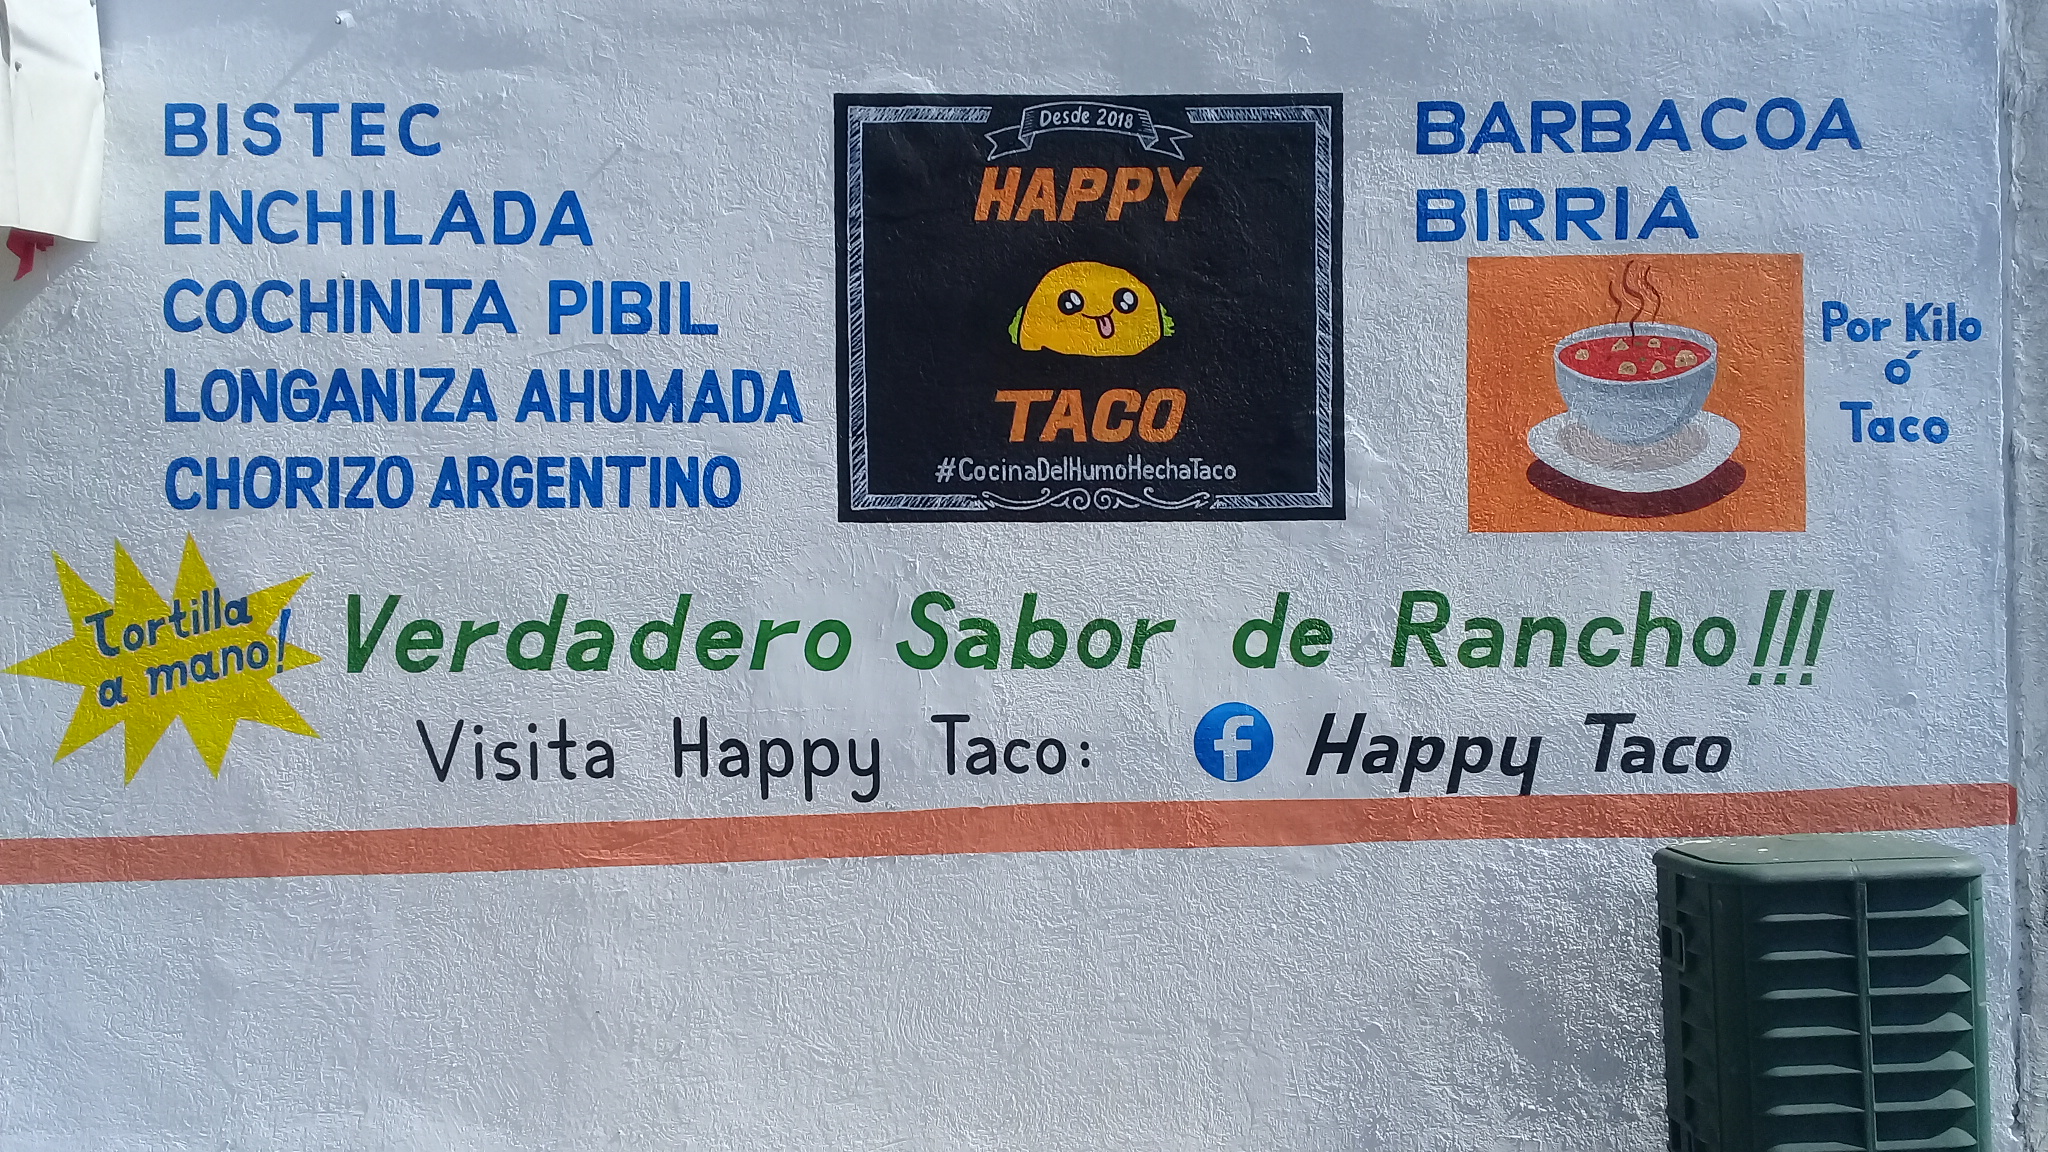 BISTEC
ENCHILADA
COCHINITA PIBIL
LONGANIZA AHUMADA
CHORIZO ARGENTINO
Desde 2018
HAPPY
TACO
#CocinaDelHumoHechaTaco
BARBACOA
BIRRIA
Por Kilo
ó
Taco
Tortilla
a mano!
Verdadero Sabor de Rancho!!!
Visita Happy Taco: f Happy Taco